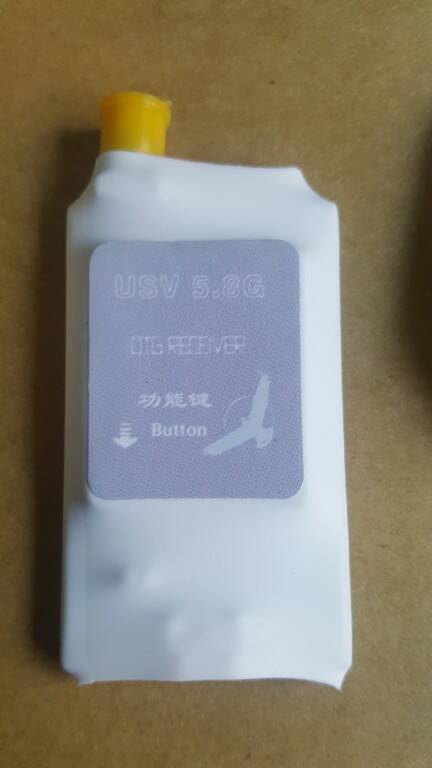 USV 5.8G
OTG RECEIVER
功能键
Button